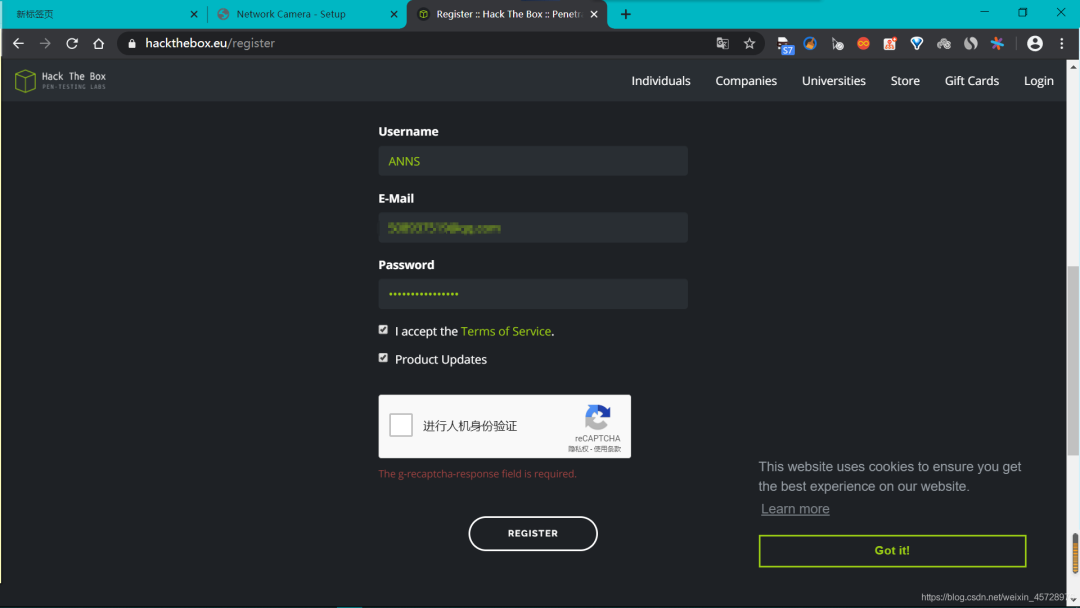 新标签页
Network Camera - Setup
Register :: Hack The Box :: Penetr
hackthebox.eu/register
57
Hack The Box
PEN-TESTING LABS
Individuals
Companies
Universities
Store
Gift Cards
Login
Username
ANNS
E-Mail
Password
I accept the Terms of Service.
Product Updates
进行人机身份验证
reCAPTCHA
隐私权 - 使用条款
The g-recaptcha-response field is required.
REGISTER
This website uses cookies to ensure you get
the best experience on our website.
Learn more
Got it!
https://blog.csdn.net/weixin_4572897